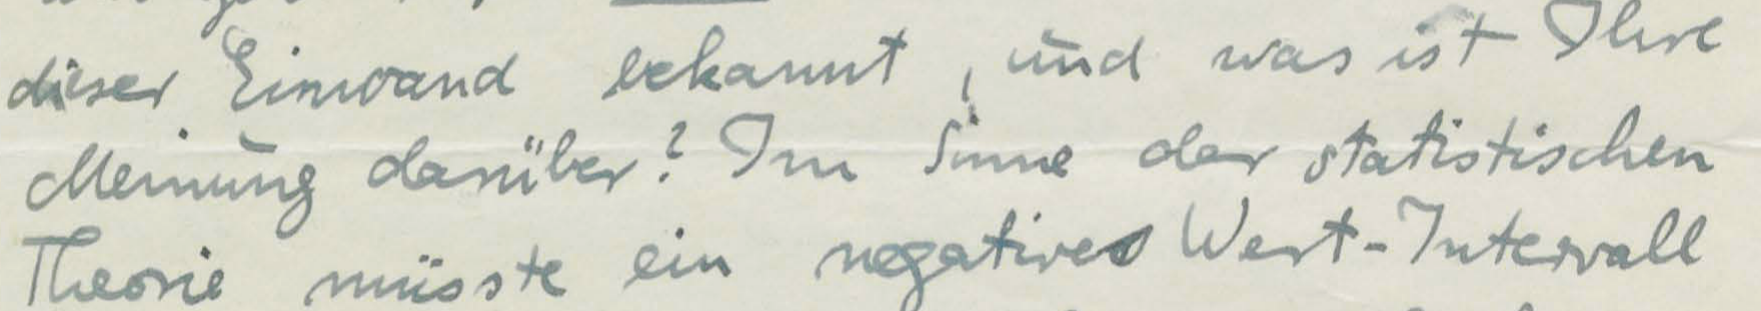 dieser Einwand bekannt, und was ist Ihre
Meinung darüber? Im Sinne der statistischen
Theorie müsste ein negatives Wert-Intervall